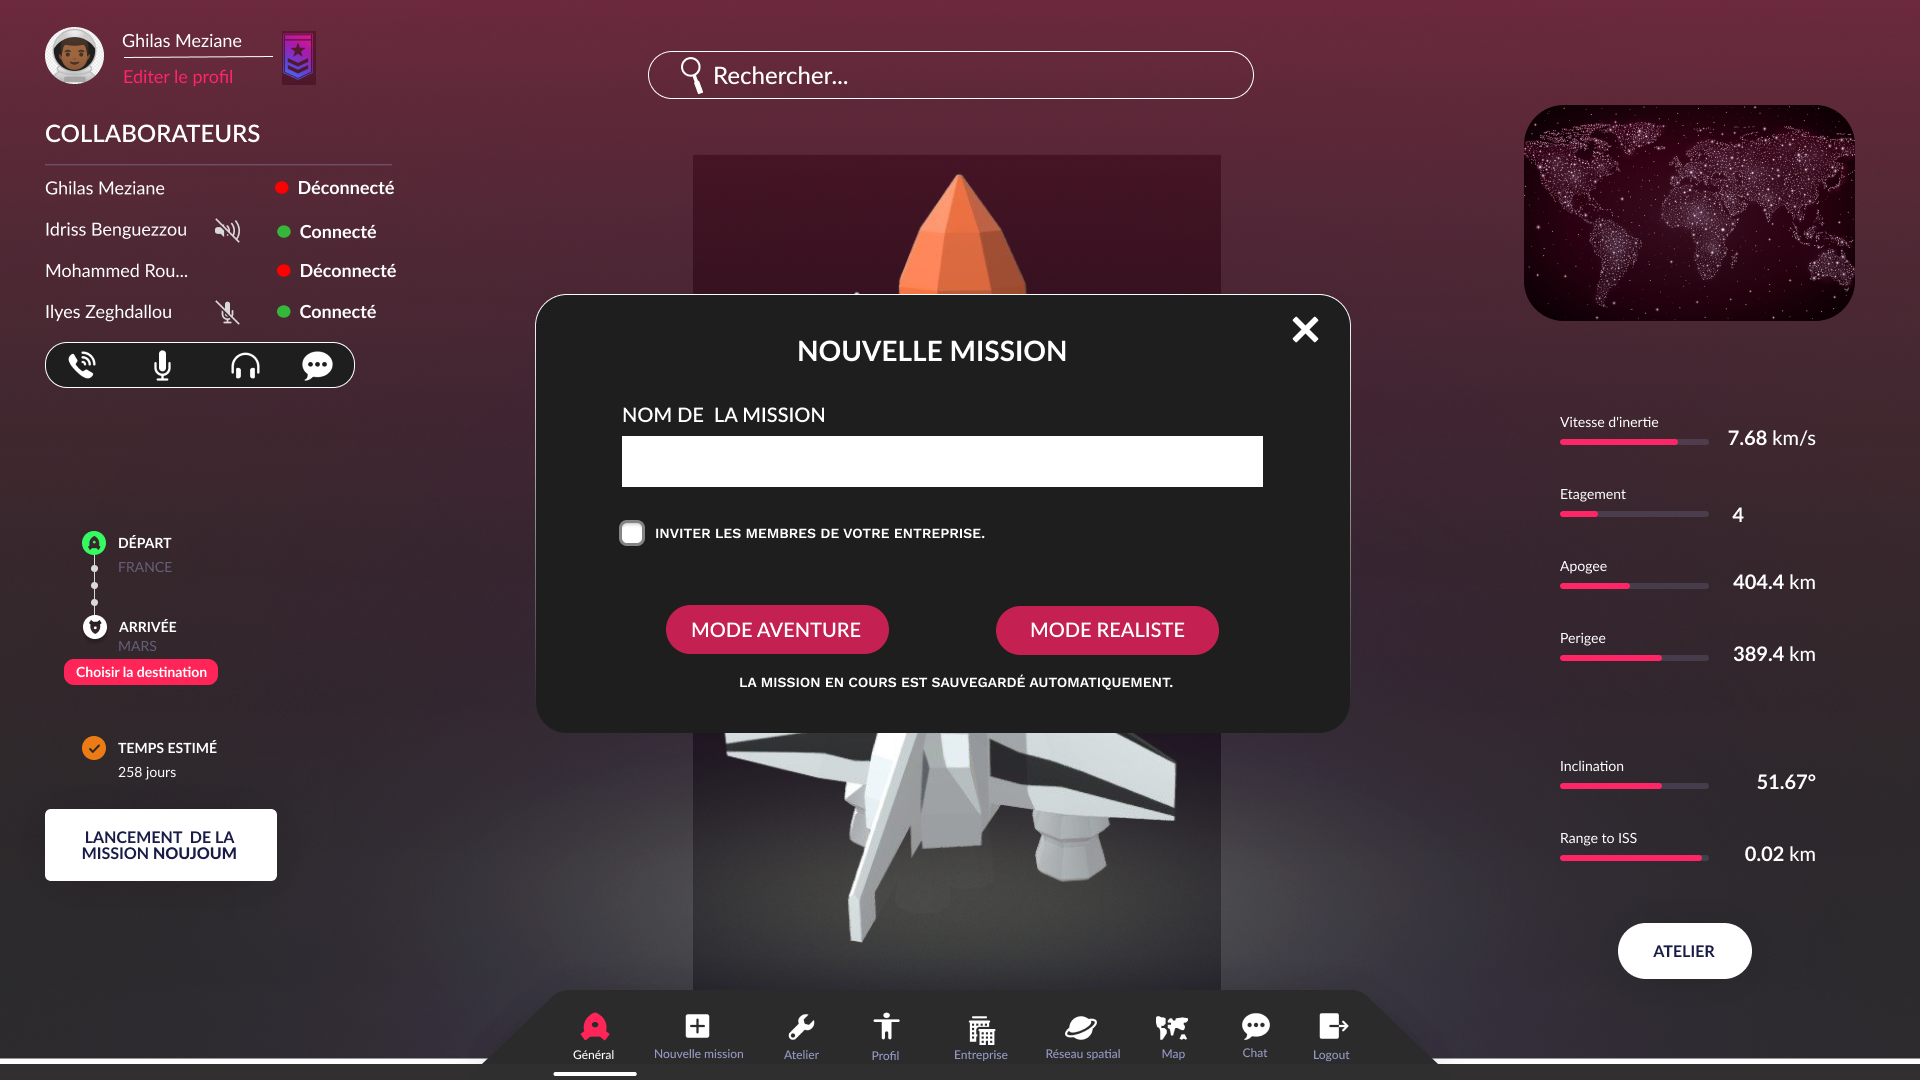 Ghilas Meziane
Editer le profil
Rechercher...
COLLABORATEURS
Ghilas Meziane
Déconnecté
Idriss Benguezzou
Connecté
Mohammed Rou...
Déconnecté
Ilyes Zeghdallou
Connecté
DÉPART
FRANCE
ARRIVÉE
MARS
Choisir la destination
TEMPS ESTIMÉ
258 jours
LANCEMENT DE LA
MISSION NOUJOUM
NOUVELLE MISSION
NOM DE LA MISSION
INVITER LES MEMBRES DE VOTRE ENTREPRISE.
MODE AVENTURE
MODE REALISTE
LA MISSION EN COURS EST SAUVEGARDÉ AUTOMATIQUEMENT.
Vitesse d'inertie
7.68 km/s
Etagement
4
Apogee
404.4 km
Perigee
389.4 km
Inclination
51.67°
Range to ISS
0.02 km
ATELIER
Général
Nouvelle mission
Atelier
Profil
Entreprise
Réseau spatial
Map
Chat
Logout